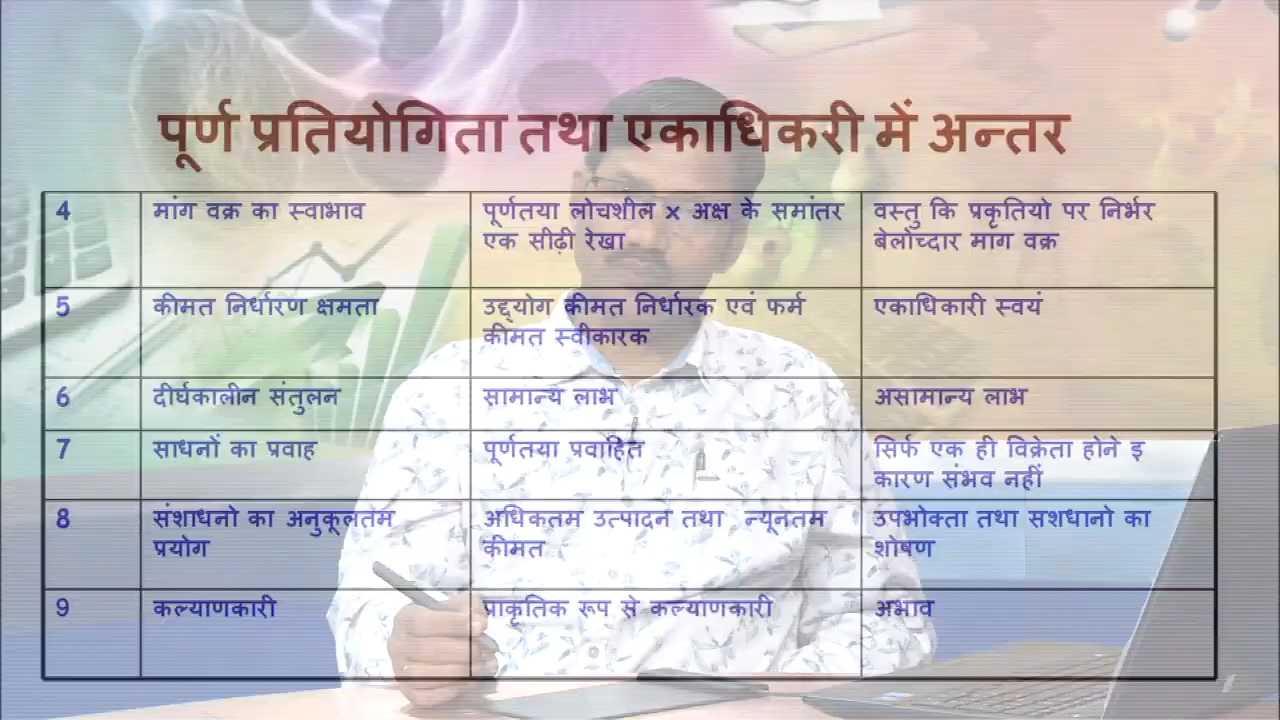 पूर्ण प्रतियोगिता तथा एकाधिकरी में अन्तर
4 मांग वक्र का स्वाभाव पूर्णतया लोचशील x अक्ष के समांतर वस्तु कि प्रकृतियो पर निर्भर
एक सीढ़ी रेखा बेलोच्दार मांग वक्र
5 कीमत निर्धारण क्षमता उद्द्योग कीमत निर्धारक एवं फर्म एकाधिकारी स्वयं
कीमत स्वीकारक
6 दीर्घकालीन संतुलन सामान्य लाभ असामान्य लाभ
7 साधनों का प्रवाह पूर्णतया प्रवाहित सिर्फ एक ही विक्रेता होने इ
कारण संभव नहीं
8 संशाधनो का अनुकूलतम अधिकतम उत्पादन तथा न्यूनतम उपभोक्ता तथा सशधानो का
प्रयोग कीमत शोषण
9 कल्याणकारी प्राकृतिक रूप से कल्याणकारी अभाव